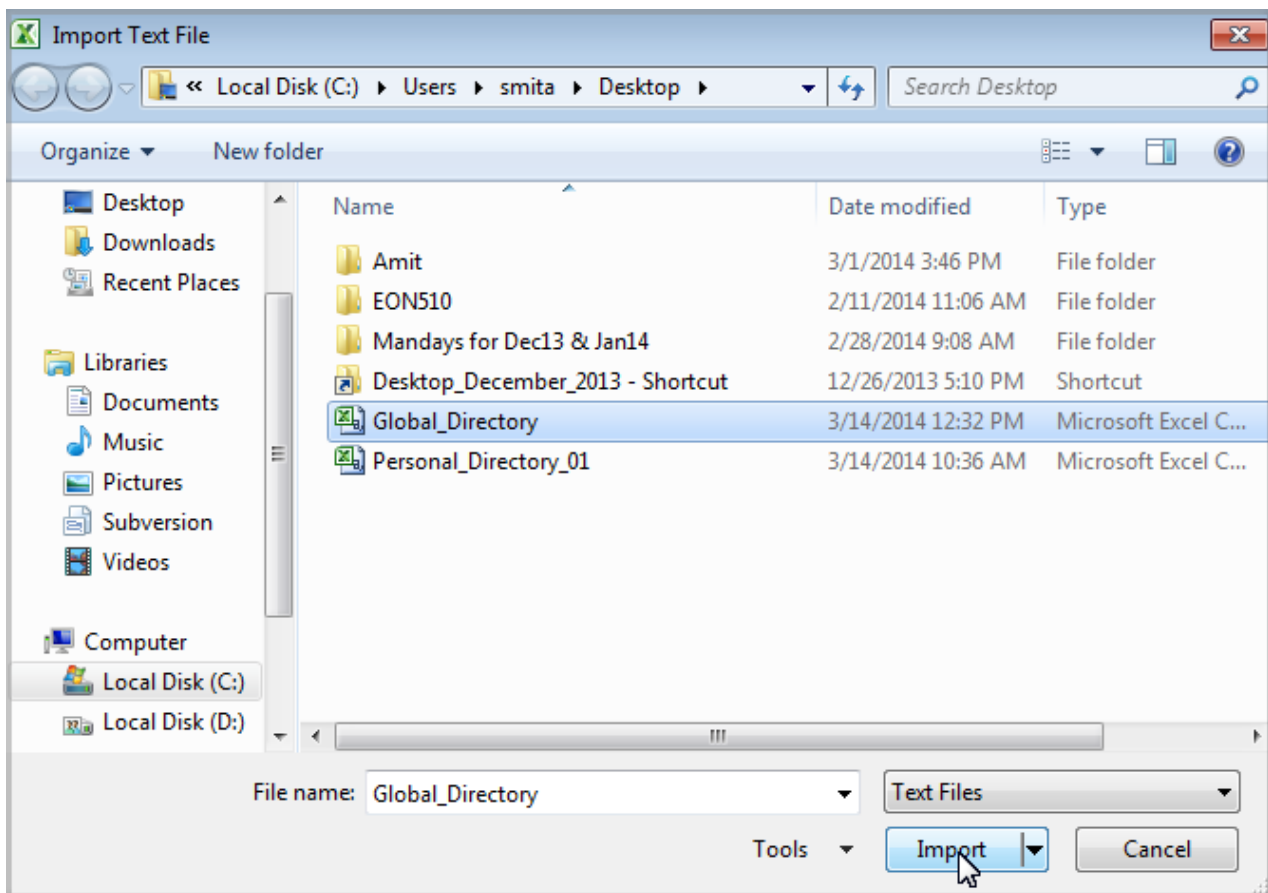 Import Text File
« Local Disk (C:) Users smita Desktop Search Desktop
Organize New folder
Name Date modified Type
Desktop
Downloads
Recent Places
Libraries
Documents
Music
Pictures
Subversion
Videos
Computer
Local Disk (C:)
Local Disk (D:)
Amit 3/1/2014 3:46 PM File folder
EON510 2/11/2014 11:06 AM File folder
Mandays for Dec13 & Jan14 2/28/2014 9:08 AM File folder
Desktop_December_2013 - Shortcut 12/26/2013 5:10 PM Shortcut
Global_Directory 3/14/2014 12:32 PM Microsoft Excel C...
Personal_Directory_01 3/14/2014 10:36 AM Microsoft Excel C...
File name: Global_Directory Text Files
Tools Import Cancel